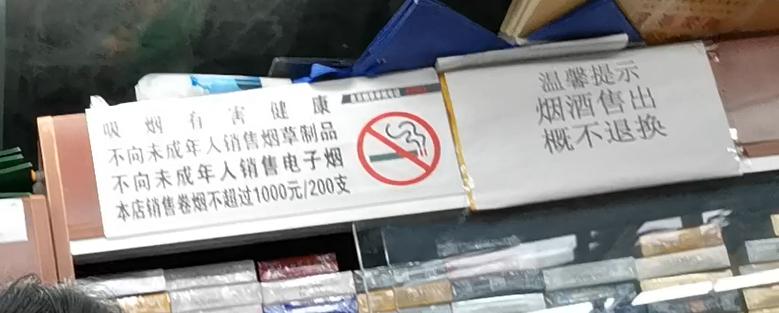 吸烟有害健康
不向未成年人销售烟草制品
不向未成年人销售电子烟
本店销售卷烟不超过1000元/200支
温馨提示
烟酒售出
概不退换